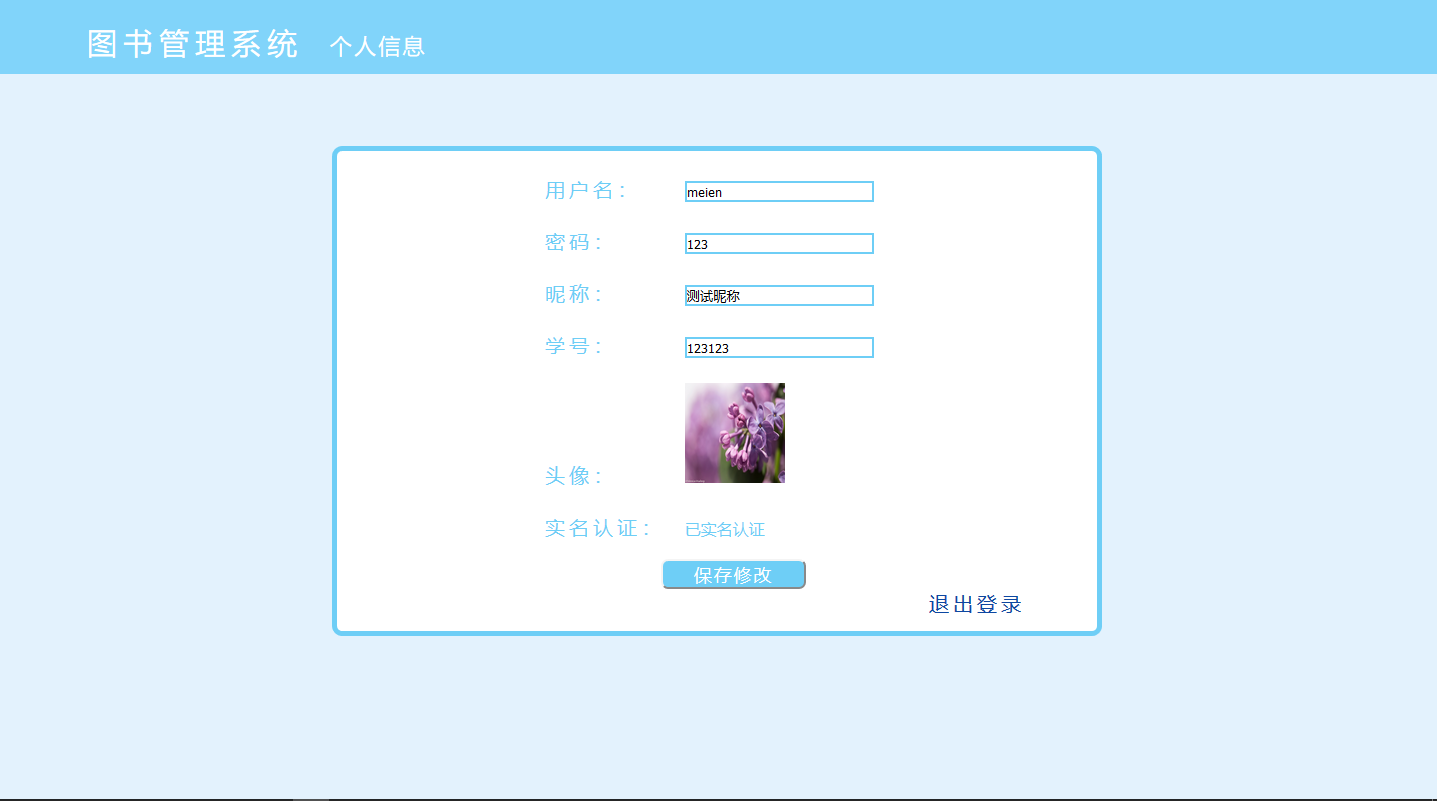 图书管理系统 个人信息
用户名： meien
密码： 123
昵称： 测试昵称
学号： 123123
头像：
实名认证： 已实名认证
保存修改
退出登录